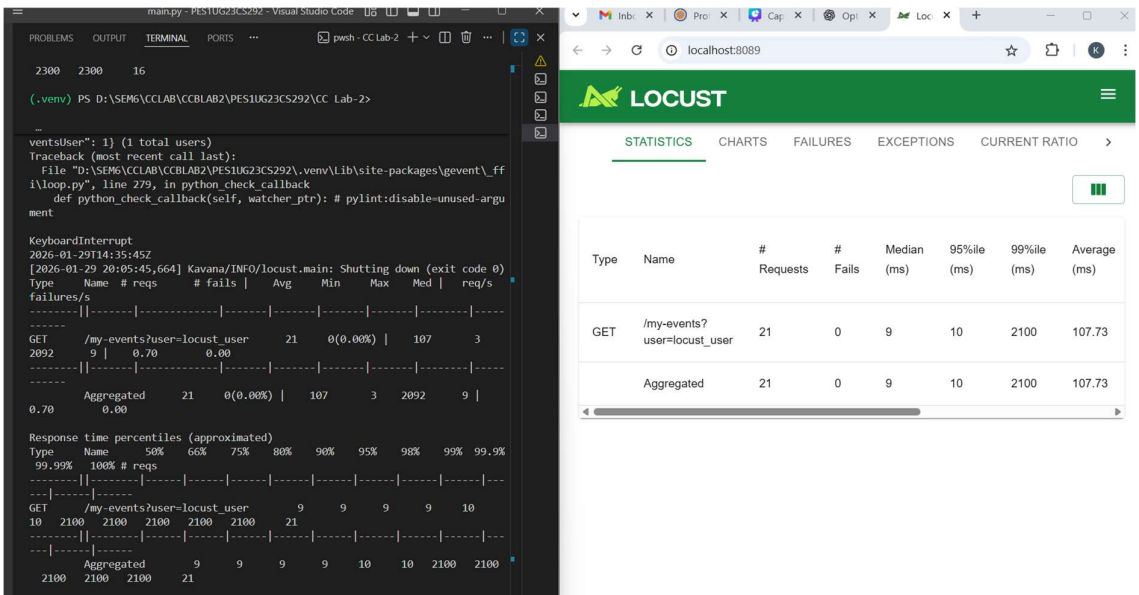 main.py - PES1UG23CS292 - Visual Studio Code
PROBLEMS OUTPUT TERMINAL PORTS ... pwsh - CC Lab-2
2300 2300 16
(.venv) PS D:\SEM6\CCLAB\CCBLAB2\PES1UG23CS292\CC Lab-2>
…
ventsUser": 1} (1 total users)
Traceback (most recent call last):
File "D:\SEM6\CCLAB\CCBLAB2\PES1UG23CS292\.venv\Lib\site-packages\gevent\_ff
i\loop.py", line 279, in python_check_callback
def python_check_callback(self, watcher_ptr): # pylint:disable=unused-argu
ment
KeyboardInterrupt
2026-01-29T14:35:45Z
[2026-01-29 20:05:45,664] Kavana/INFO/locust.main: Shutting down (exit code 0)
Type Name # reqs # fails | Avg Min Max Med | req/s
failures/s
--------||-------|-------------|-------|-------|-------|-------|--------|-----
------
GET /my-events?user=locust_user 21 0(0.00%) | 107 3
2092 9 | 0.70 0.00
--------||-------|-------------|-------|-------|-------|-------|--------|-----
------
Aggregated 21 0(0.00%) | 107 3 2092 9 |
0.70 0.00
Response time percentiles (approximated)
Type Name 50% 66% 75% 80% 90% 95% 98% 99% 99.9%
99.99% 100% # reqs
--------||--------|--------|------|------|------|------|------|------|------|---
---|------|------
GET /my-events?user=locust_user 9 9 9 9 10
10 2100 2100 2100 2100 2100 21
--------||--------|--------|------|------|------|------|------|------|------|---
---|------|------
Aggregated 9 9 9 9 10 10 2100 2100
2100 2100 2100 21
Inbo Prof Cap Opt Loc
localhost:8089
K
LOCUST
STATISTICS CHARTS FAILURES EXCEPTIONS CURRENT RATIO
Type Name # Requests # Fails Median (ms) 95%ile (ms) 99%ile (ms) Average (ms)
GET /my-events?user=locust_user 21 0 9 10 2100 107.73
Aggregated 21 0 9 10 2100 107.73